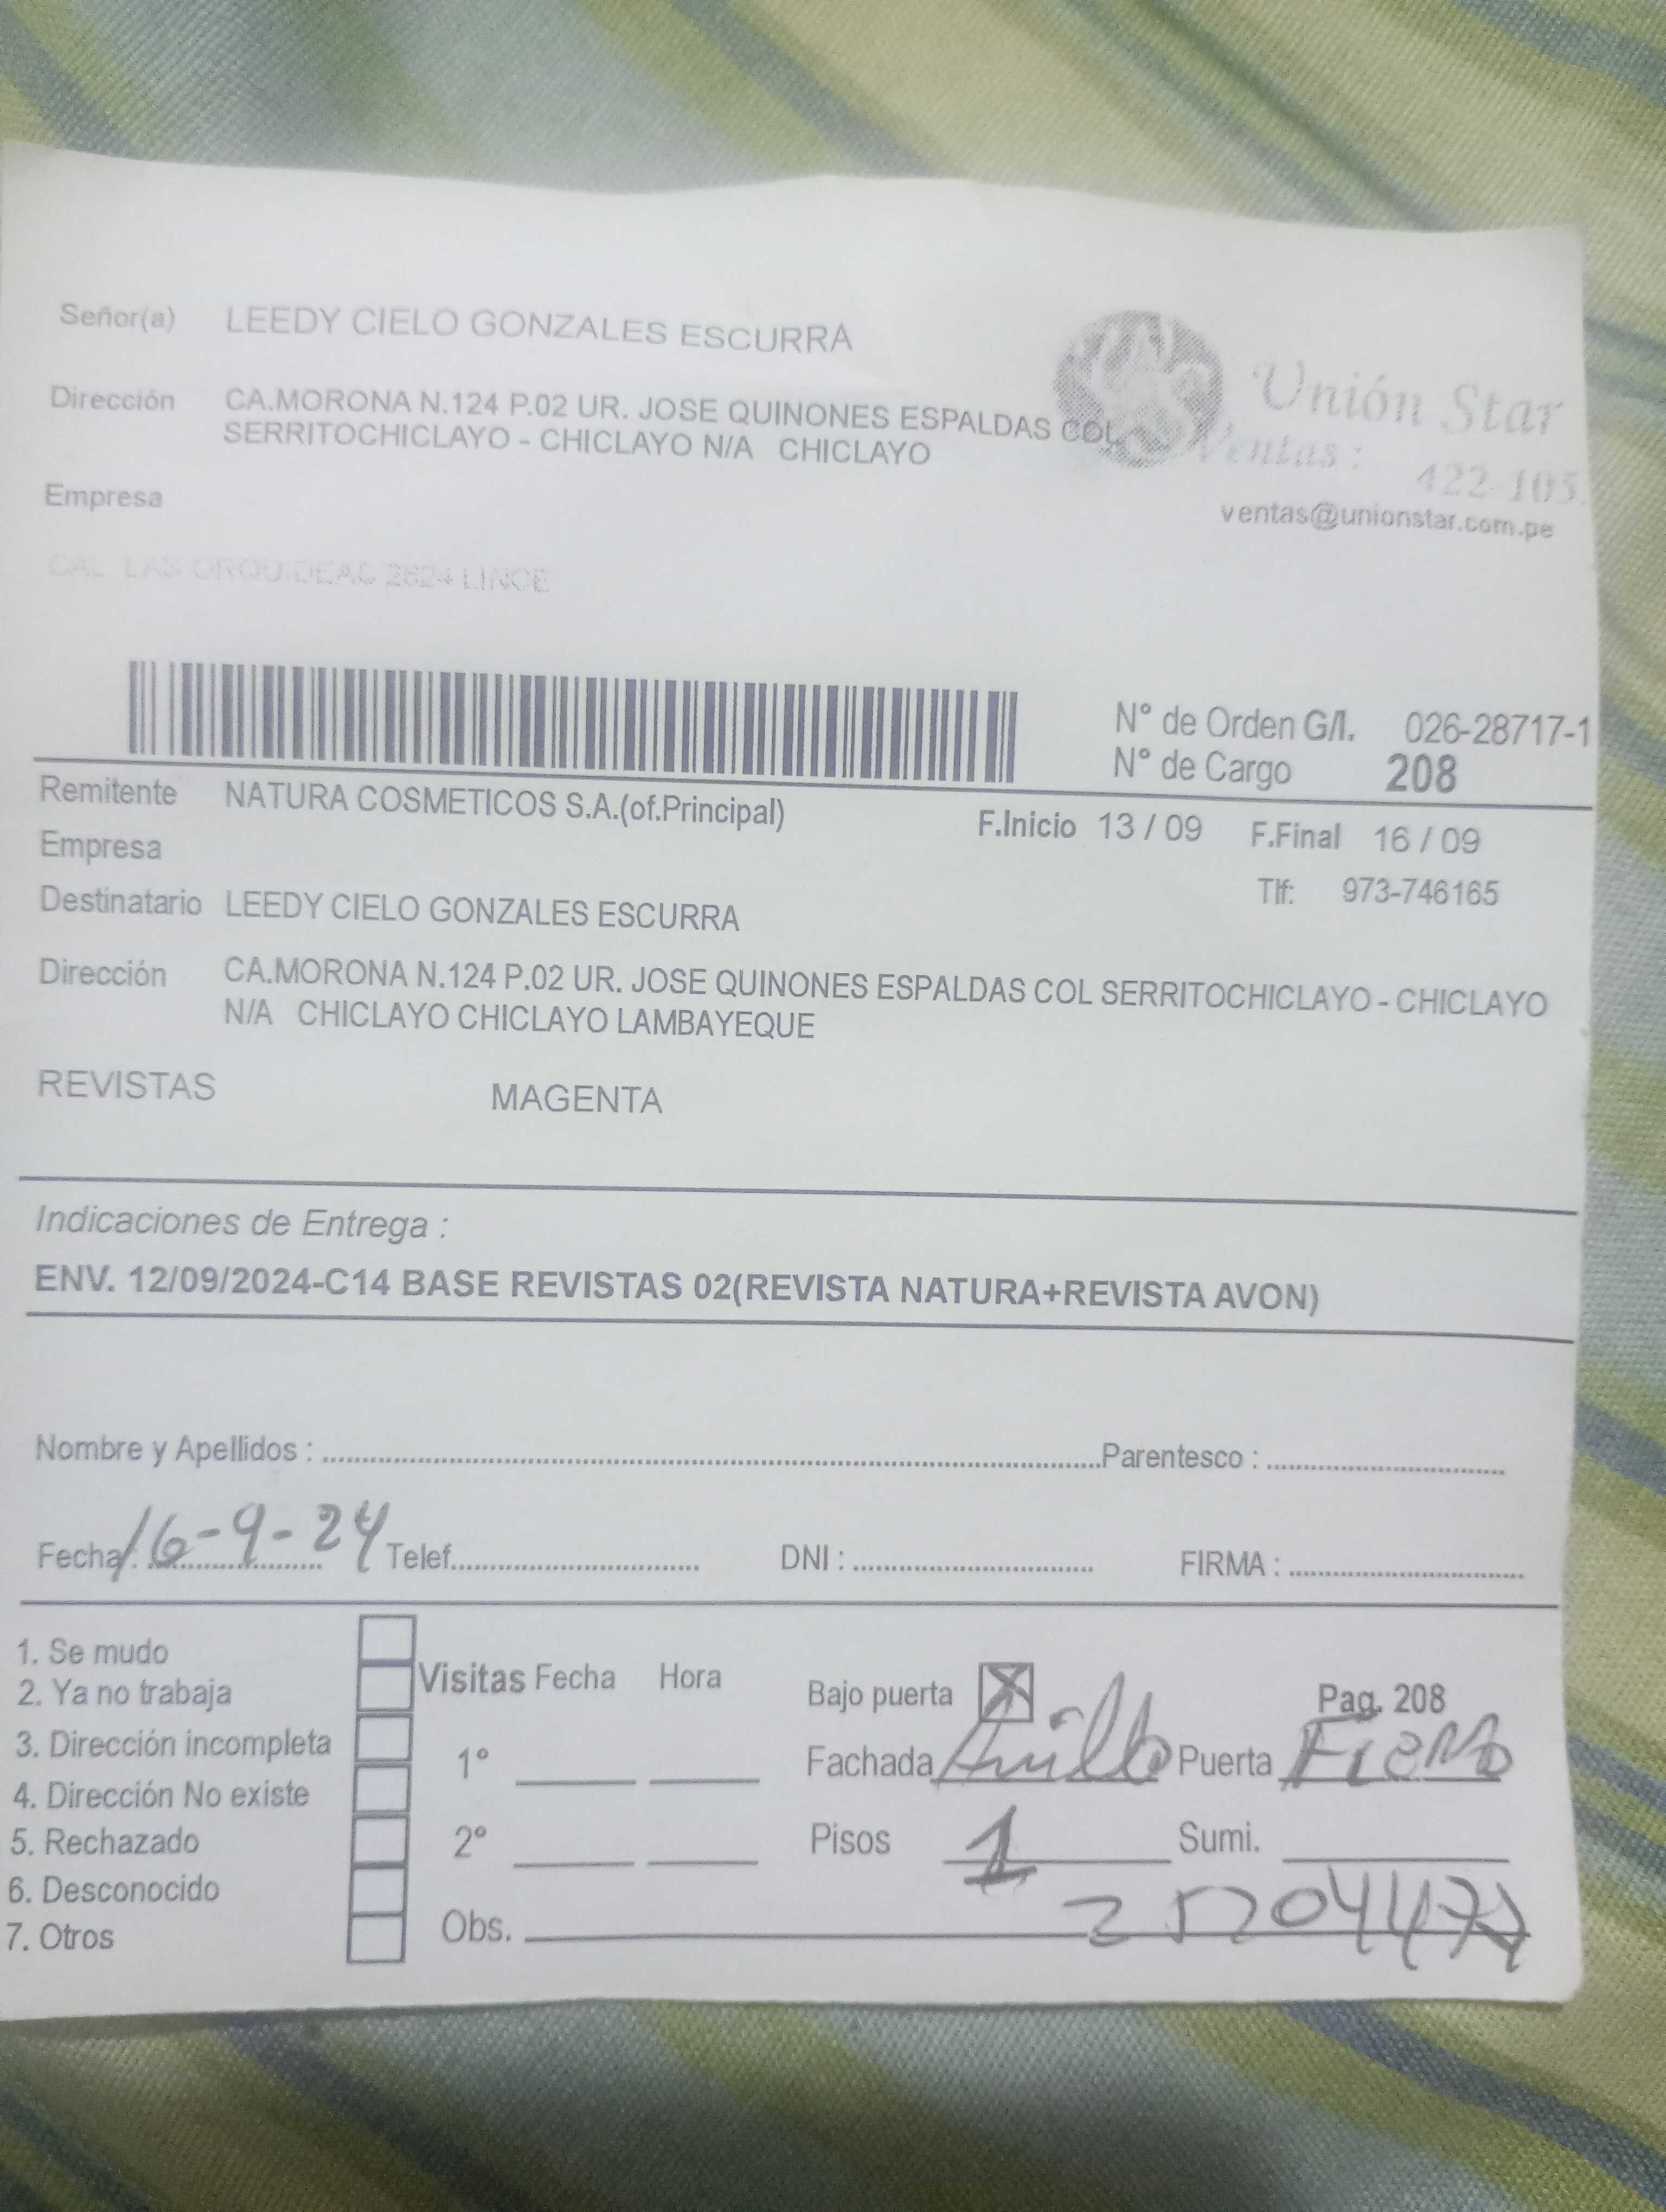 Señor(a) LEEDY CIELO GONZALES ESCURRA
Dirección CA.MORONA N.124 P.02 UR. JOSE QUINONES ESPALDAS COL
SERRITOCHICLAYO - CHICLAYO N/A CHICLAYO
Unión Star
Ventas : 422-105
ventas@unionstar.com.pe
Empresa
CAL LAS ORQUIDEAS 2624 LINCE
N° de Orden G/I. 026-28717-1
N° de Cargo 208
Remitente NATURA COSMETICOS S.A.(of.Principal)
F.Inicio 13 / 09 F.Final 16 / 09
Empresa
Tlf: 973-746165
Destinatario LEEDY CIELO GONZALES ESCURRA
Dirección CA.MORONA N.124 P.02 UR. JOSE QUINONES ESPALDAS COL SERRITOCHICLAYO - CHICLAYO
N/A CHICLAYO CHICLAYO LAMBAYEQUE
REVISTAS MAGENTA
Indicaciones de Entrega :
ENV. 12/09/2024-C14 BASE REVISTAS 02(REVISTA NATURA+REVISTA AVON)
Nombre y Apellidos : Parentesco :
Fecha: 16-9-24 Telef. DNI : FIRMA :
1. Se mudo
2. Ya no trabaja
3. Dirección incompleta
4. Dirección No existe
5. Rechazado
6. Desconocido
7. Otros
Visitas Fecha Hora
1°
2°
Obs.
Bajo puerta X Pag. 208
Fachada Puerta Fierro
Pisos 1 Sumi.